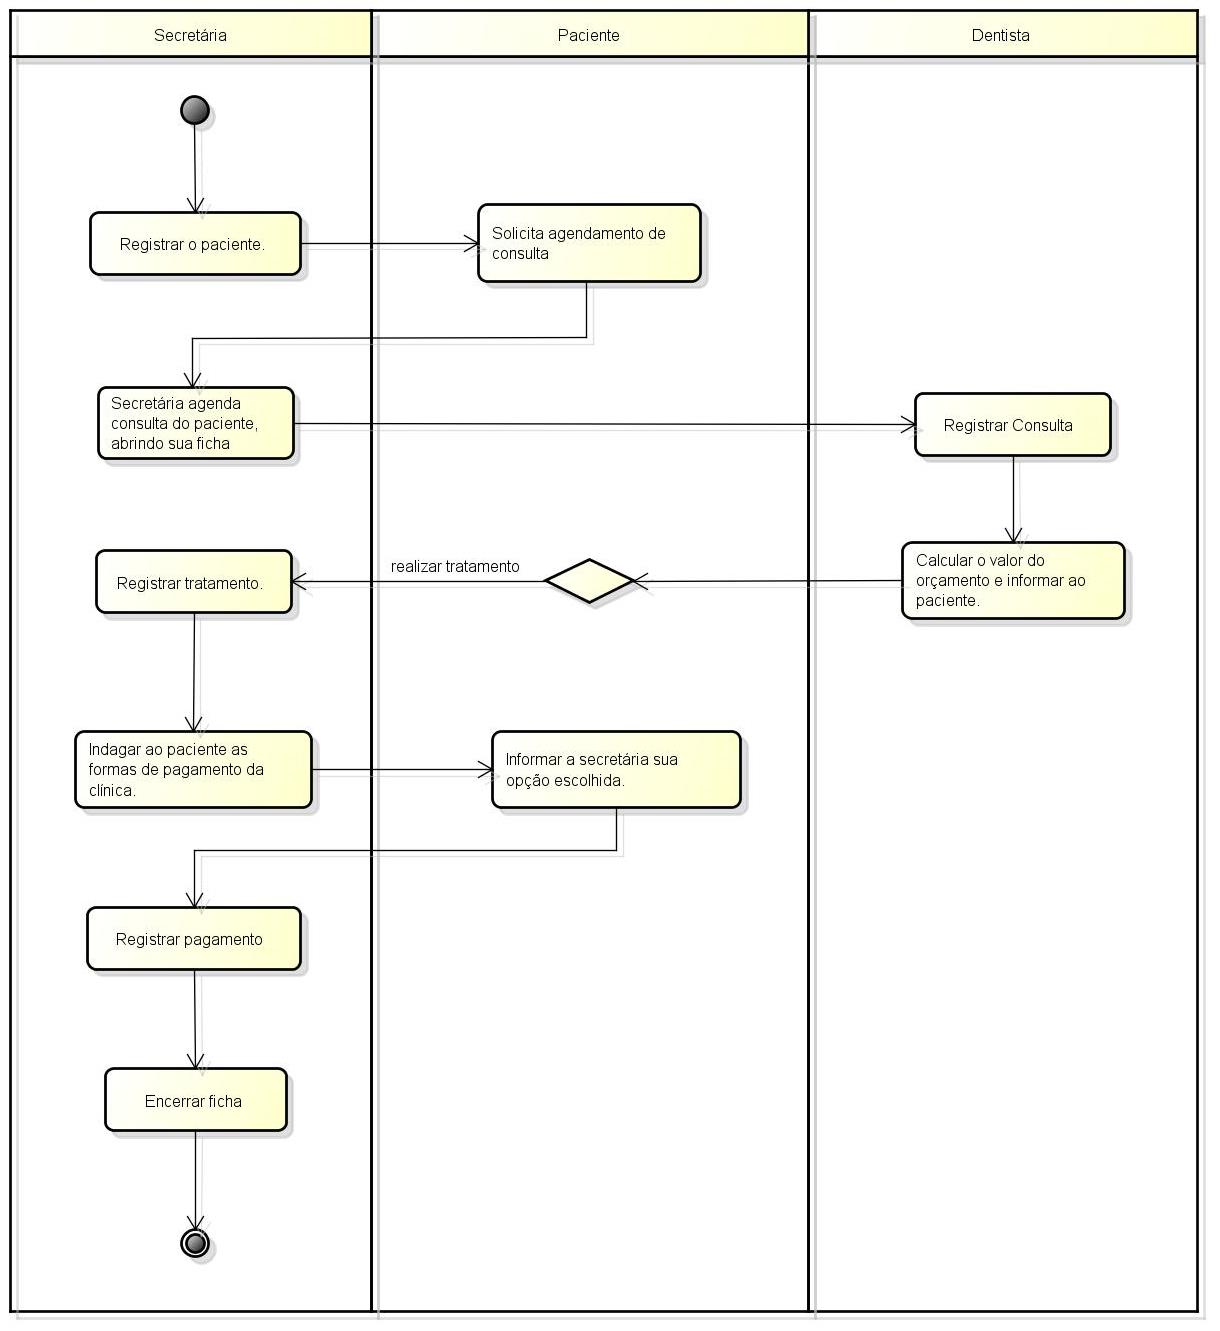 Secretária
Paciente
Dentista
Registrar o paciente.
Solicita agendamento de
consulta
Secretária agenda
consulta do paciente,
abrindo sua ficha
Registrar Consulta
Calcular o valor do
orçamento e informar ao
paciente.
realizar tratamento
Registrar tratamento.
Indagar ao paciente as
formas de pagamento da
clínica.
Informar a secretária sua
opção escolhida.
Registrar pagamento
Encerrar ficha